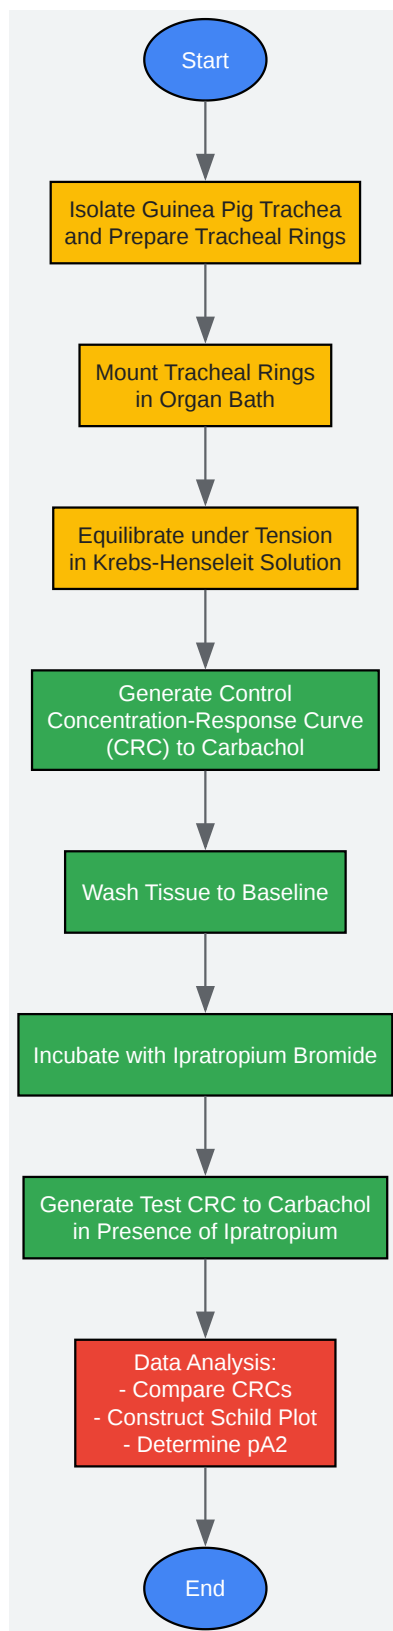 Start
Isolate Guinea Pig Trachea
and Prepare Tracheal Rings
Mount Tracheal Rings
in Organ Bath
Equilibrate under Tension
in Krebs-Henseleit Solution
Generate Control
Concentration-Response Curve
(CRC) to Carbachol
Wash Tissue to Baseline
Incubate with Ipratropium Bromide
Generate Test CRC to Carbachol
in Presence of Ipratropium
Data Analysis:
- Compare CRCs
- Construct Schild Plot
- Determine pA2
End